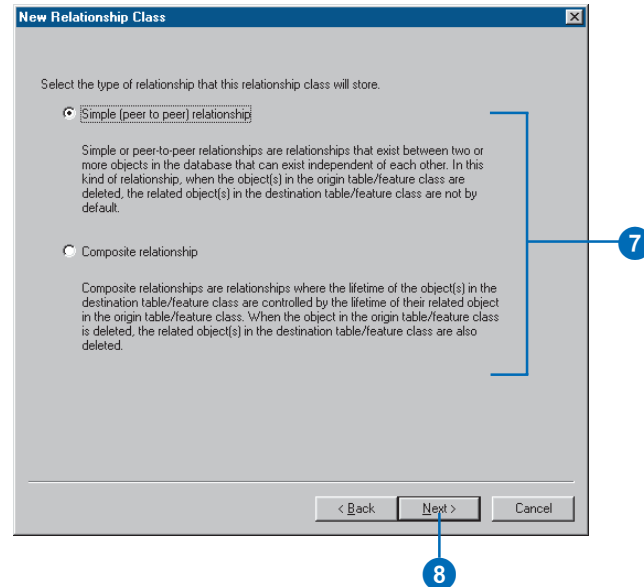 New Relationship Class
Select the type of relationship that this relationship class will store.
Simple (peer to peer) relationship
Simple or peer-to-peer relationships are relationships that exist between two or
more objects in the database that can exist independent of each other. In this
kind of relationship, when the object(s) in the origin table/feature class are
deleted, the related object(s) in the destination table/feature class are not by
default.
7
Composite relationship
Composite relationships are relationships where the lifetime of the object(s) in the
destination table/feature class are controlled by the lifetime of their related object
in the origin table/feature class. When the object in the origin table/feature class
is deleted, the related object(s) in the destination table/feature class are also
deleted.
< Back
Next >
Cancel
8